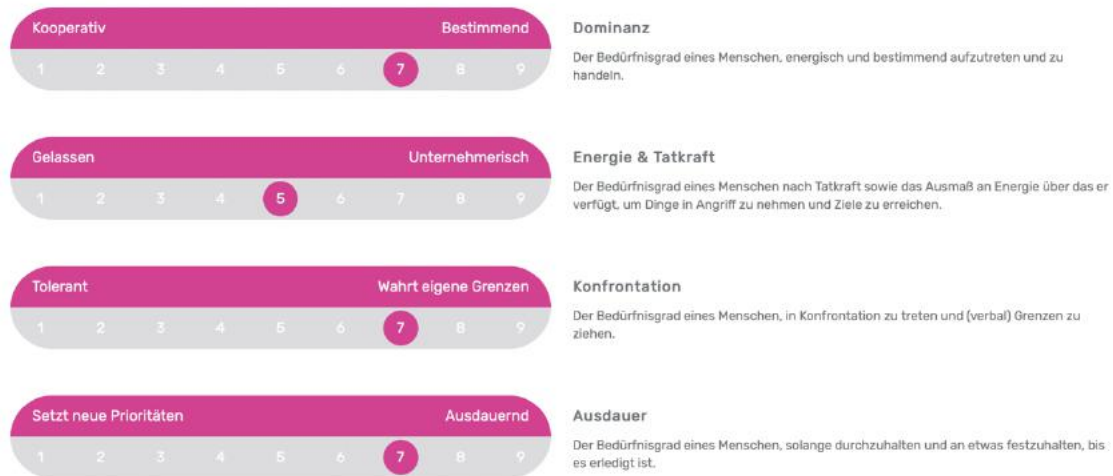 Kooperativ Bestimmend
1 2 3 4 5 6 7 8 9
Dominanz
Der Bedürfnisgrad eines Menschen, energisch und bestimmend aufzutreten und zu
handeln.
Gelassen Unternehmerisch
1 2 3 4 5 6 7 8 9
Energie & Tatkraft
Der Bedürfnisgrad eines Menschen nach Tatkraft sowie das Ausmaß an Energie über das er
verfügt, um Dinge in Angriff zu nehmen und Ziele zu erreichen.
Tolerant Wahrt eigene Grenzen
1 2 3 4 5 6 7 8 9
Konfrontation
Der Bedürfnisgrad eines Menschen, in Konfrontation zu treten und (verbal) Grenzen zu
ziehen.
Setzt neue Prioritäten Ausdauernd
1 2 3 4 5 6 7 8 9
Ausdauer
Der Bedürfnisgrad eines Menschen, solange durchzuhalten und an etwas festzuhalten, bis
es erledigt ist.